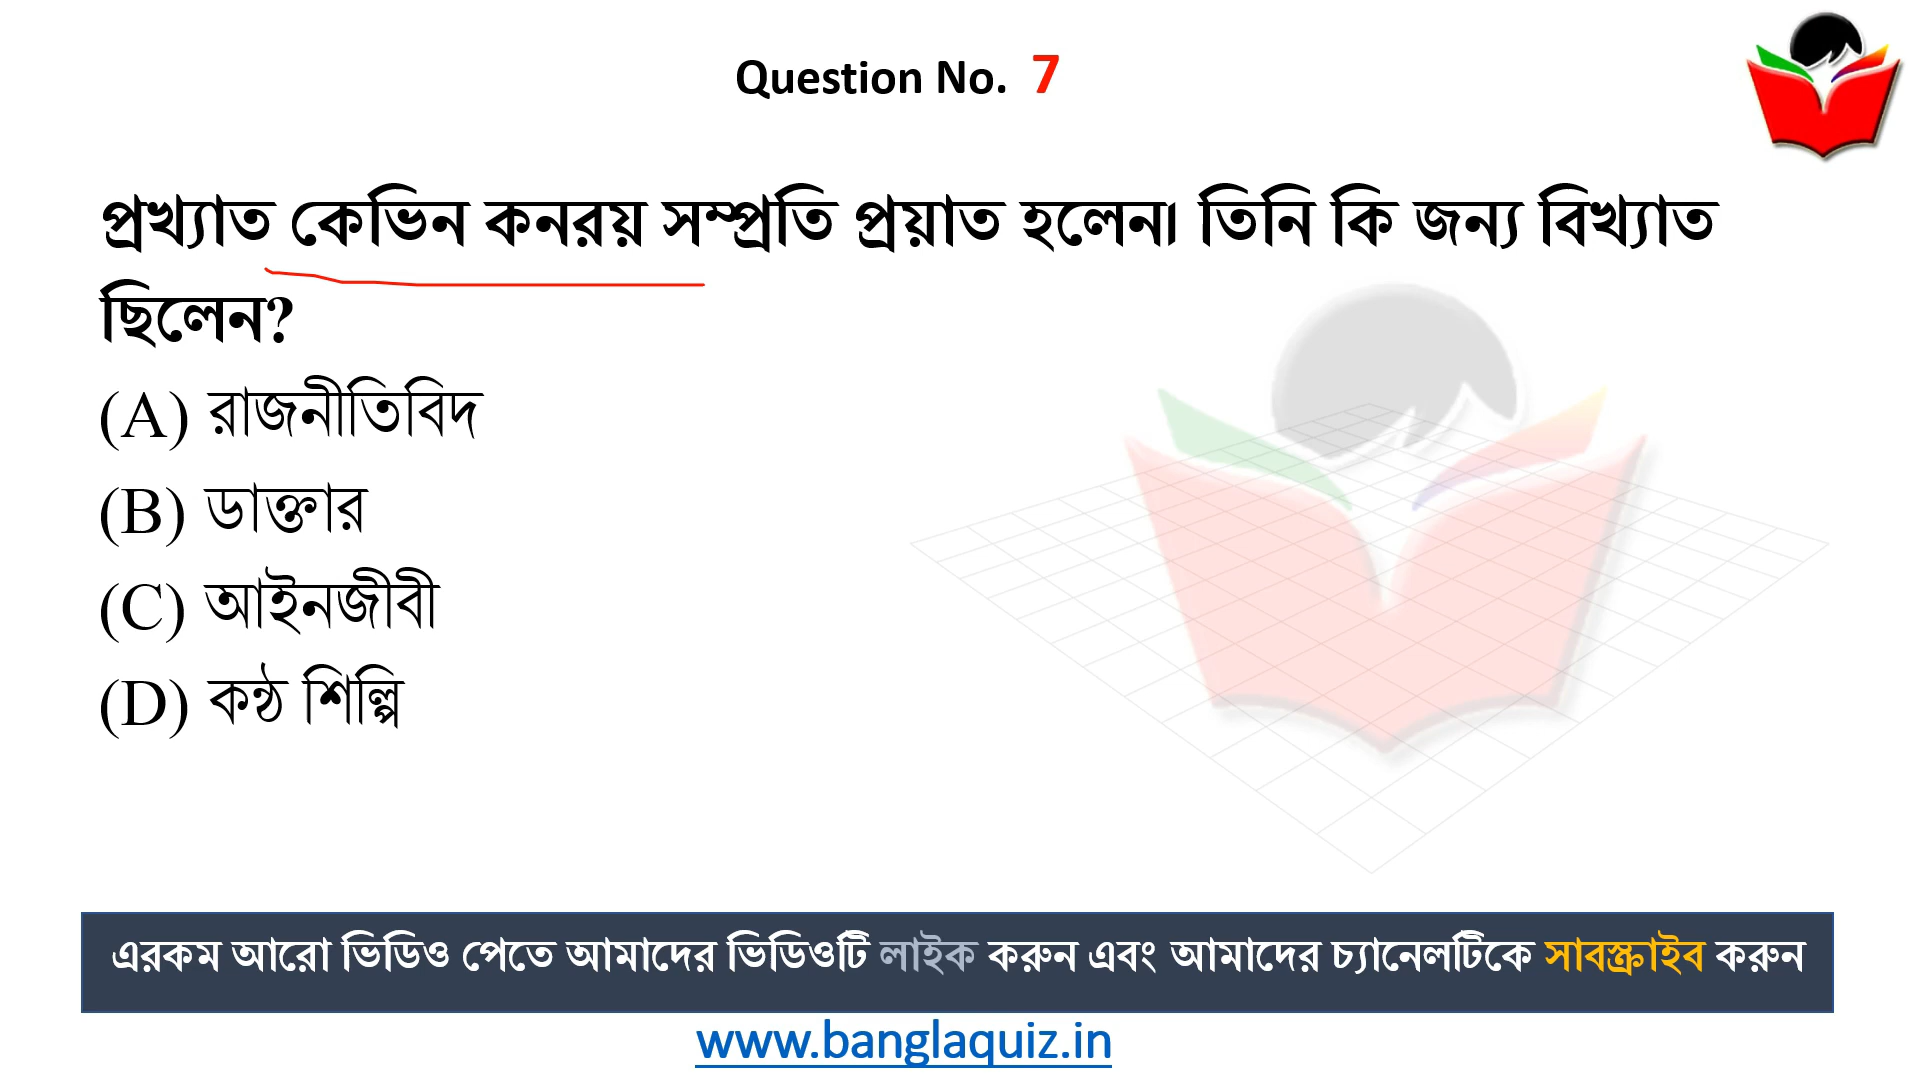 Question No. 7
প্রখ্যাত কেভিন কনরয় সম্প্রতি প্রয়াত হলেন। তিনি কি জন্য বিখ্যাত
ছিলেন?
(A) রাজনীতিবিদ
(B) ডাক্তার
(C) আইনজীবী
(D) কন্ঠ শিল্পি
এরকম আরো ভিডিও পেতে আমাদের ভিডিওটি লাইক করুন এবং আমাদের চ্যানেলটিকে সাবস্ক্রাইব করুন
www.banglaquiz.in